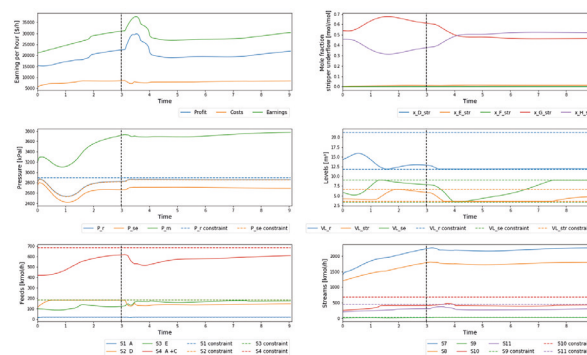 Earning per hour [$/h]
35000
30000
25000
20000
15000
10000
5000
0 1 2 3 4 5 6 7 8 9
Time
Profit Costs Earnings
Mole fraction
stripper underflow [mol/mol]
0.7
0.6
0.5
0.4
0.3
0.2
0.1
0.0
0 1 2 3 4 5 6 7 8 9
Time
x_D_str x_E_str x_F_str x_G_str x_H_str
Pressure [kPa]
3800
3600
3400
3200
3000
2800
2600
2400
0 1 2 3 4 5 6 7 8 9
Time
P_r P_se P_m P_r constraint P_se constraint
Levels [m³]
20.0
17.5
15.0
12.5
10.0
7.5
5.0
0 1 2 3 4 5 6 7 8 9
Time
VL_r VL_str VL_se VL_r constraint VL_se constraint VL_str constraint
Feeds [kmol/h]
700
600
500
400
300
200
100
0
0 1 2 3 4 5 6 7 8 9
Time
S1 A S3 E S1 constraint S3 constraint
S2 D S4 A +C S2 constraint S4 constraint
Streams [kmol/h]
2500
2000
1500
1000
500
0
0 1 2 3 4 5 6 7 8 9
Time
S7 S9 S11 S10 constraint
S8 S10 S9 constraint S11 constraint